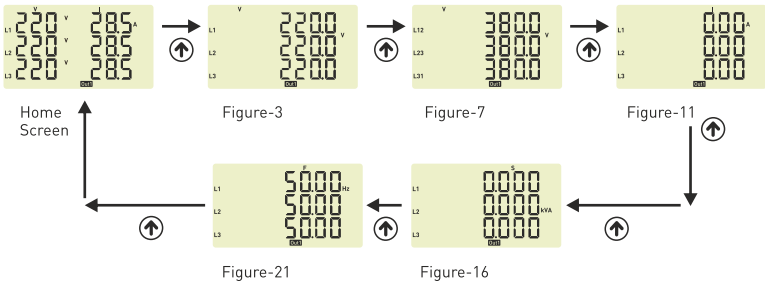 V I
L1 220 V 28.5 A
L2 220 V 28.5
L3 220 V 28.5
Out1
Home
Screen
V
L1 220.0
L2 220.0 V
L3 220.0
Out1
Figure-3
V
L12 380.0
L23 380.0 V
L31 380.0
Out1
Figure-7
I
L1 0.00 A
L2 0.00
L3 0.00
Out1
Figure-11
F
L1 50.00 Hz
L2 50.00
L3 50.00
Out1
Figure-21
S
L1 0.000
L2 0.000 kVA
L3 0.000
Out1
Figure-16